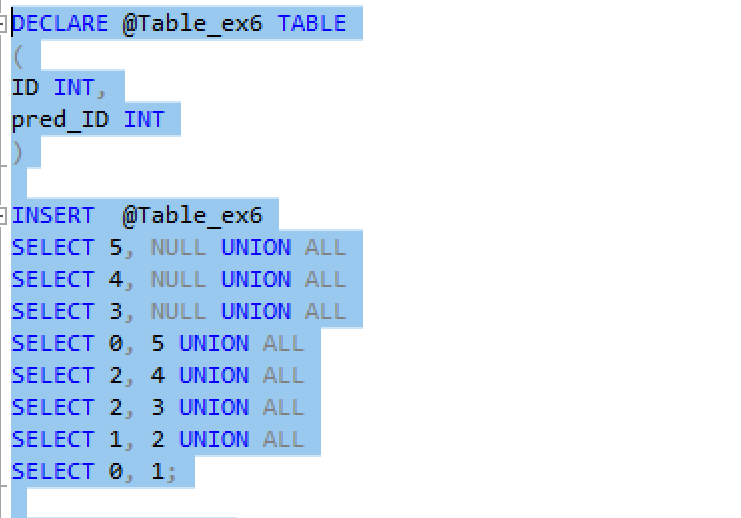 DECLARE @Table_ex6 TABLE
(
ID INT,
pred_ID INT
)
INSERT  @Table_ex6
SELECT 5, NULL UNION ALL
SELECT 4, NULL UNION ALL
SELECT 3, NULL UNION ALL
SELECT 0, 5 UNION ALL
SELECT 2, 4 UNION ALL
SELECT 2, 3 UNION ALL
SELECT 1, 2 UNION ALL
SELECT 0, 1;